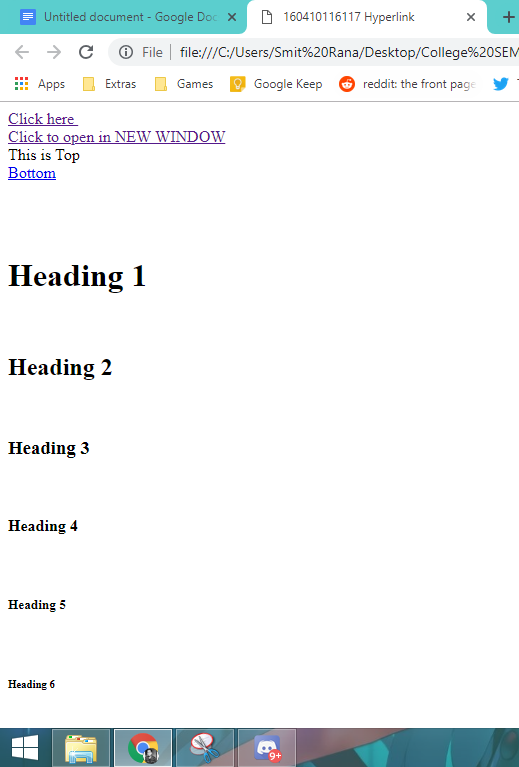 Untitled document - Google Doc
160410116117 Hyperlink
File
file:///C:/Users/Smit%20Rana/Desktop/College%20SEM
Apps
Extras
Games
Google Keep
reddit: the front page
Click here
Click to open in NEW WINDOW
This is Top
Bottom
Heading 1
Heading 2
Heading 3
Heading 4
Heading 5
Heading 6
9+